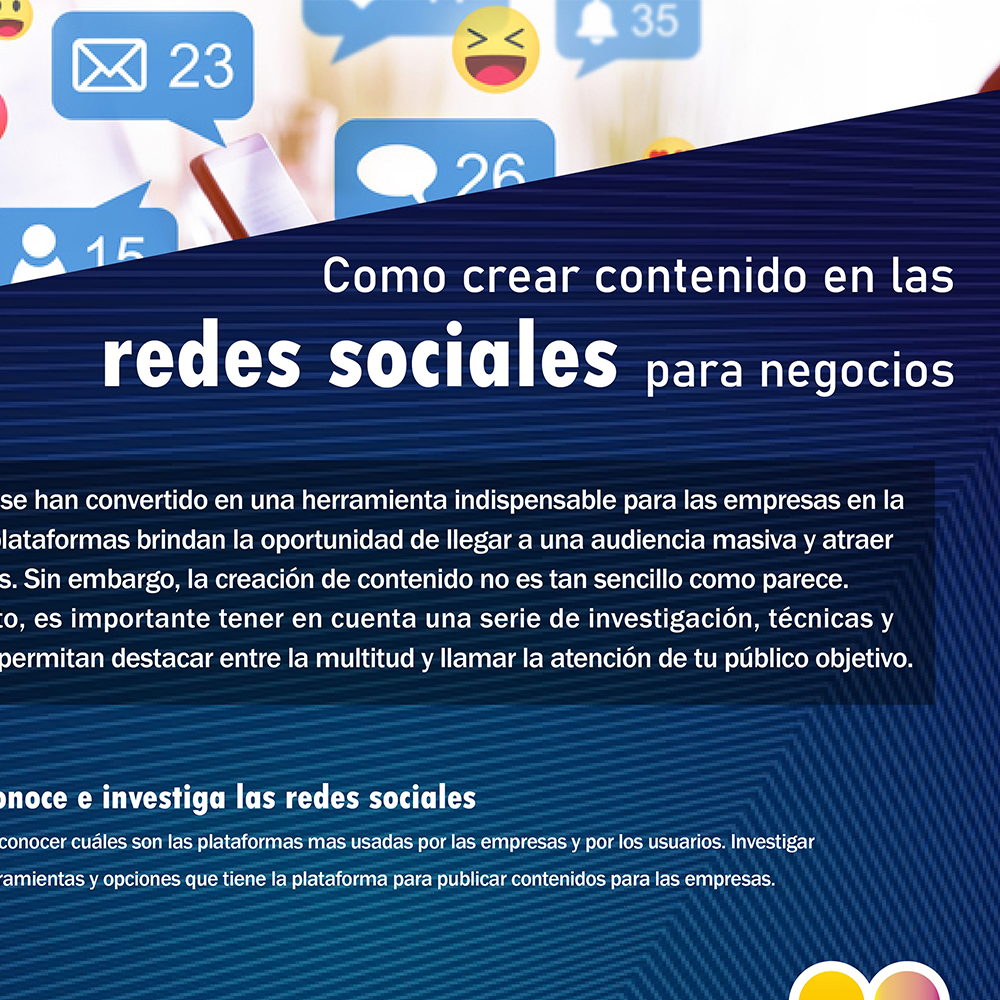 23
35
26
15
Como crear contenido en las
redes sociales para negocios
se han convertido en una herramienta indispensable para las empresas en la
plataformas brindan la oportunidad de llegar a una audiencia masiva y atraer
Sin embargo, la creación de contenido no es tan sencillo como parece.
es importante tener en cuenta una serie de investigación, técnicas y
permitan destacar entre la multitud y llamar la atención de tu público objetivo.
onoce e investiga las redes sociales
conocer cuáles son las plataformas mas usadas por las empresas y por los usuarios. Investigar
ramientas y opciones que tiene la plataforma para publicar contenidos para las empresas.